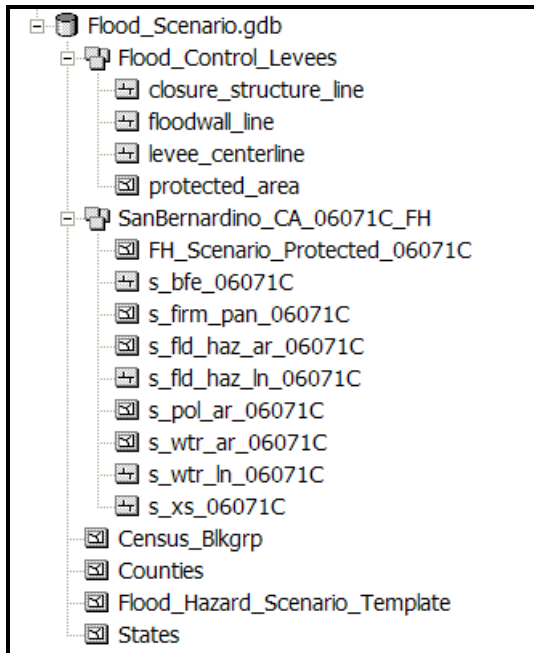 Flood_Scenario.gdb
Flood_Control_Levees
closure_structure_line
floodwall_line
levee_centerline
protected_area
SanBernardino_CA_06071C_FH
FH_Scenario_Protected_06071C
s_bfe_06071C
s_firm_pan_06071C
s_fld_haz_ar_06071C
s_fld_haz_ln_06071C
s_pol_ar_06071C
s_wtr_ar_06071C
s_wtr_ln_06071C
s_xs_06071C
Census_Blkgrp
Counties
Flood_Hazard_Scenario_Template
States